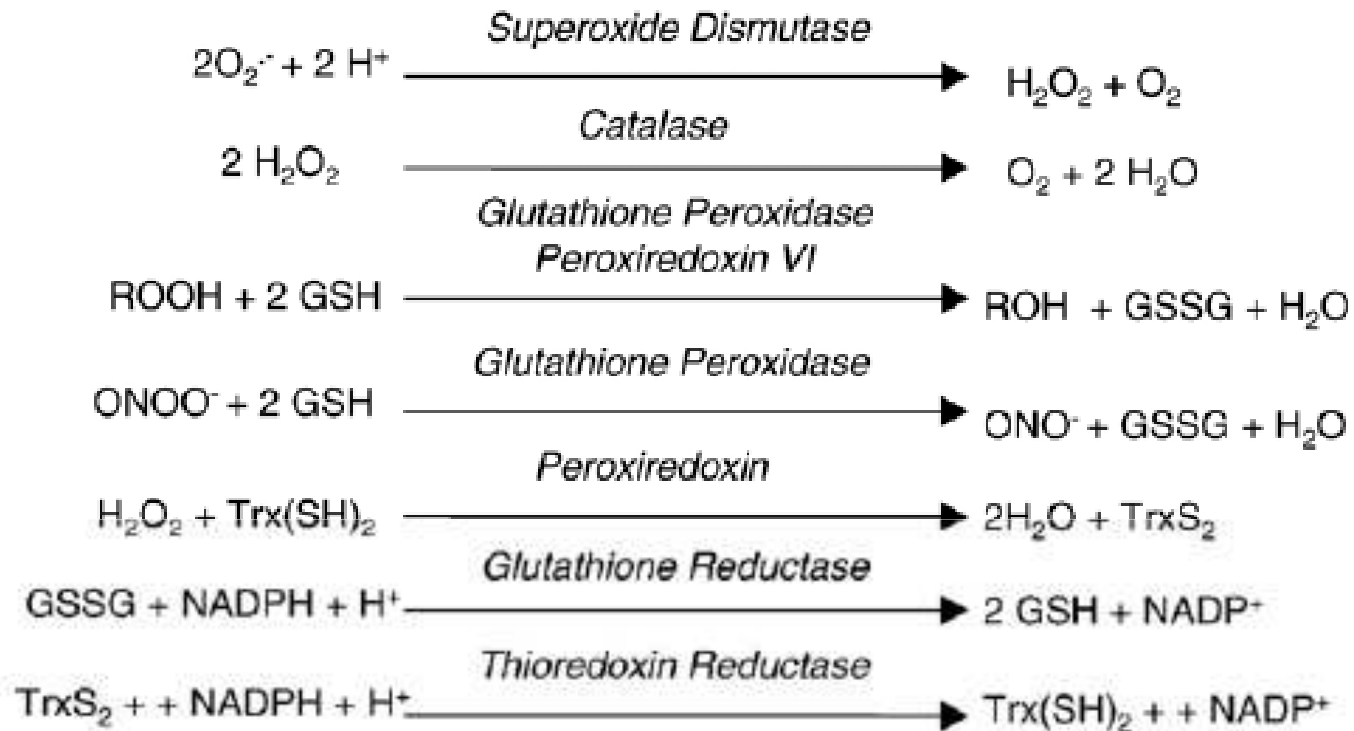 Superoxide Dismutase
2O₂·⁻ + 2 H⁺ H₂O₂ + O₂
Catalase
2 H₂O₂ O₂ + 2 H₂O
Glutathione Peroxidase
Peroxiredoxin VI
ROOH + 2 GSH ROH + GSSG + H₂O
Glutathione Peroxidase
ONOO⁻ + 2 GSH ONO⁻ + GSSG + H₂O
Peroxiredoxin
H₂O₂ + Trx(SH)₂ 2H₂O + TrxS₂
Glutathione Reductase
GSSG + NADPH + H⁺ 2 GSH + NADP⁺
Thioredoxin Reductase
TrxS₂ + + NADPH + H⁺ Trx(SH)₂ + + NADP⁺